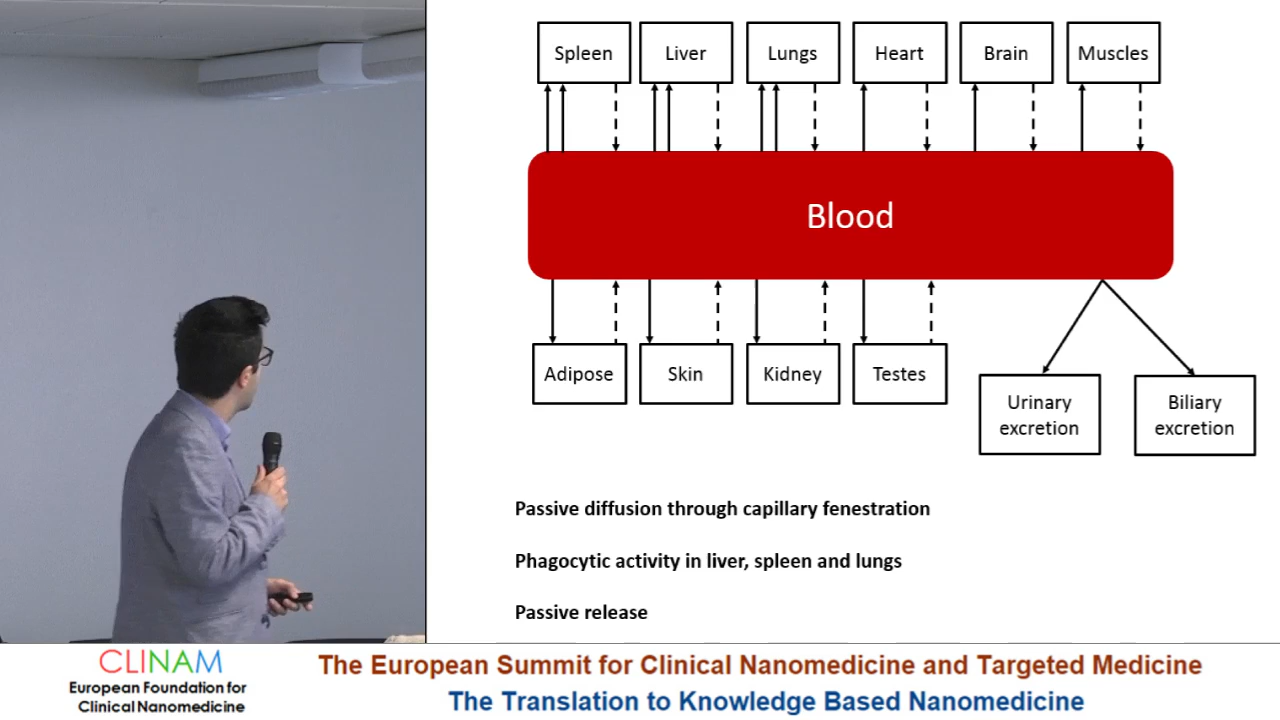 Spleen
Liver
Lungs
Heart
Brain
Muscles
Blood
Adipose
Skin
Kidney
Testes
Urinary
excretion
Biliary
excretion
Passive diffusion through capillary fenestration
Phagocytic activity in liver, spleen and lungs
Passive release
CLINAM
European Foundation for
Clinical Nanomedicine
The European Summit for Clinical Nanomedicine and Targeted Medicine
The Translation to Knowledge Based Nanomedicine